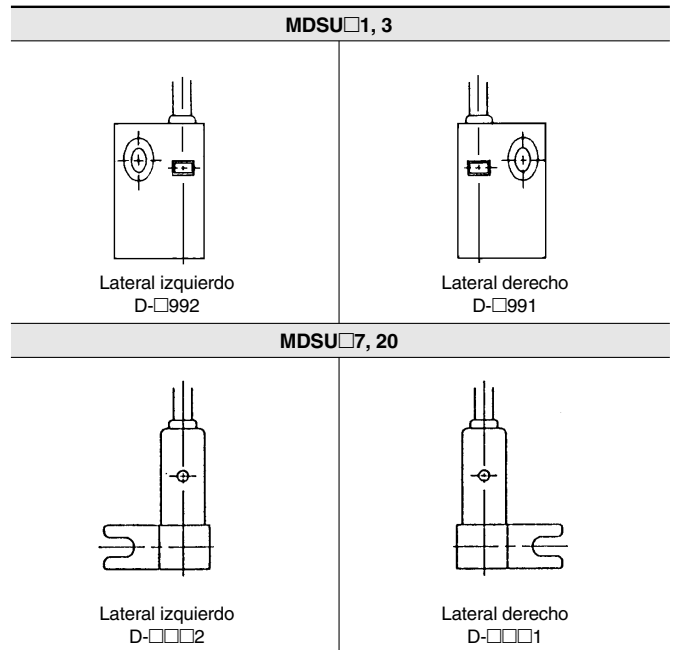 MDSU□1, 3
Lateral izquierdo
D-□992
Lateral derecho
D-□991
MDSU□7, 20
Lateral izquierdo
D-□□□2
Lateral derecho
D-□□□1